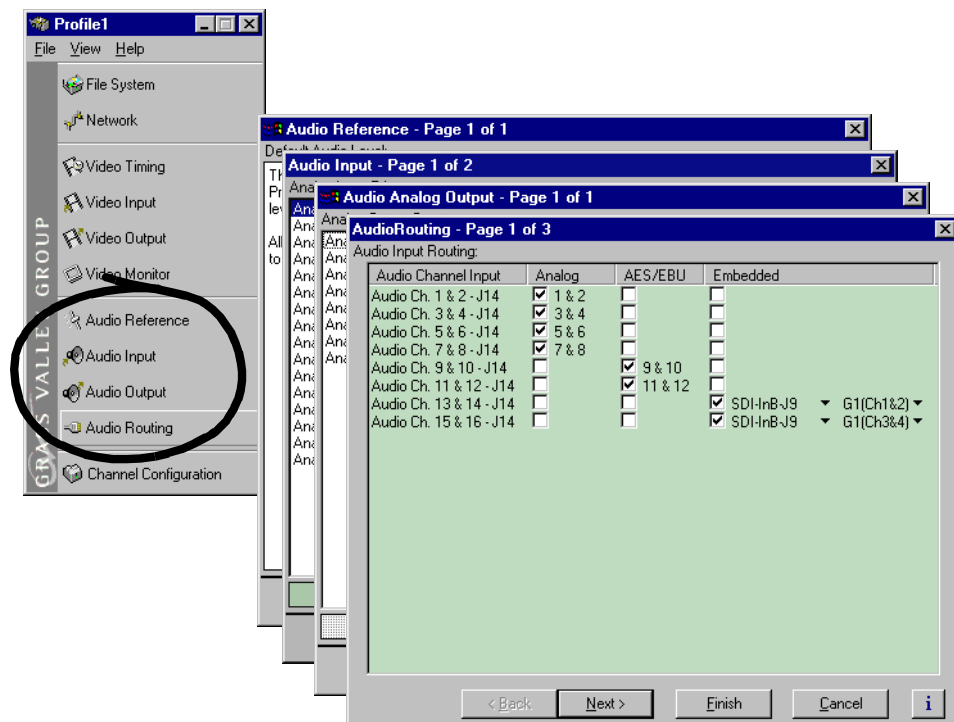 Profile1
File View Help
File System
Network
Video Timing
Video Input
Video Output
Video Monitor
Audio Reference
Audio Input
Audio Output
Audio Routing
Channel Configuration
GRASS VALLEY GROUP
Audio Reference - Page 1 of 1
Default Audio Level:
Audio Input - Page 1 of 2
Audio Analog Output - Page 1 of 1
AudioRouting - Page 1 of 3
Audio Input Routing:
Audio Channel Input Analog AES/EBU Embedded
Audio Ch. 1 & 2 - J14 1 & 2
Audio Ch. 3 & 4 - J14 3 & 4
Audio Ch. 5 & 6 - J14 5 & 6
Audio Ch. 7 & 8 - J14 7 & 8
Audio Ch. 9 & 10 - J14 9 & 10
Audio Ch. 11 & 12 - J14 11 & 12
Audio Ch. 13 & 14 - J14 SDI-InB-J9 G1(Ch1&2)
Audio Ch. 15 & 16 - J14 SDI-InB-J9 G1(Ch3&4)
< Back Next > Finish Cancel i